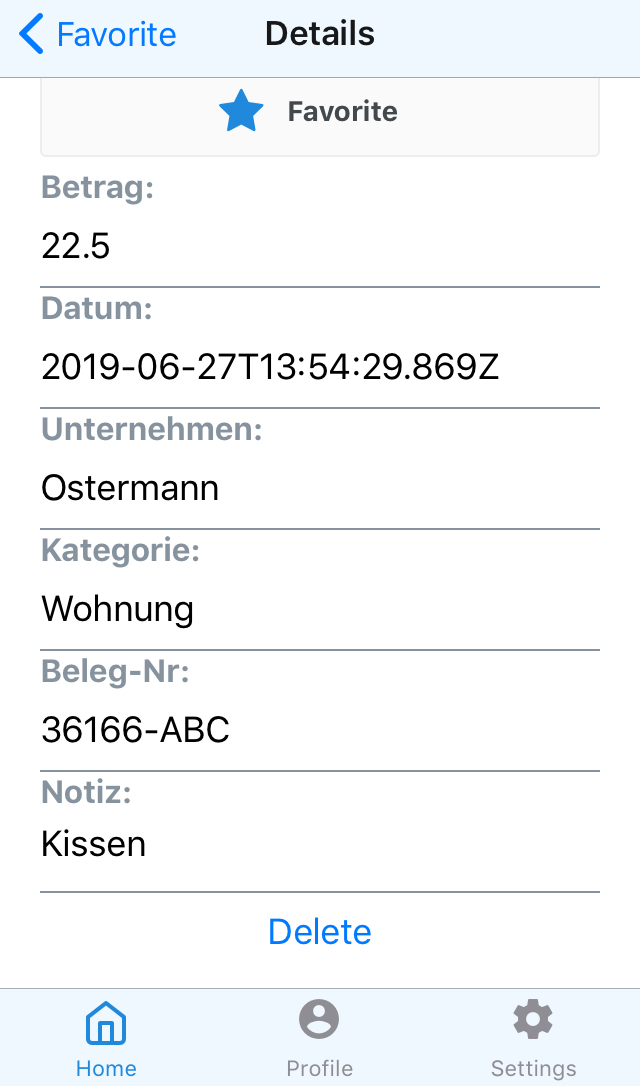 Favorite Details
Favorite
Betrag:
22.5
Datum:
2019-06-27T13:54:29.869Z
Unternehmen:
Ostermann
Kategorie:
Wohnung
Beleg-Nr:
36166-ABC
Notiz:
Kissen
Delete
Home Profile Settings